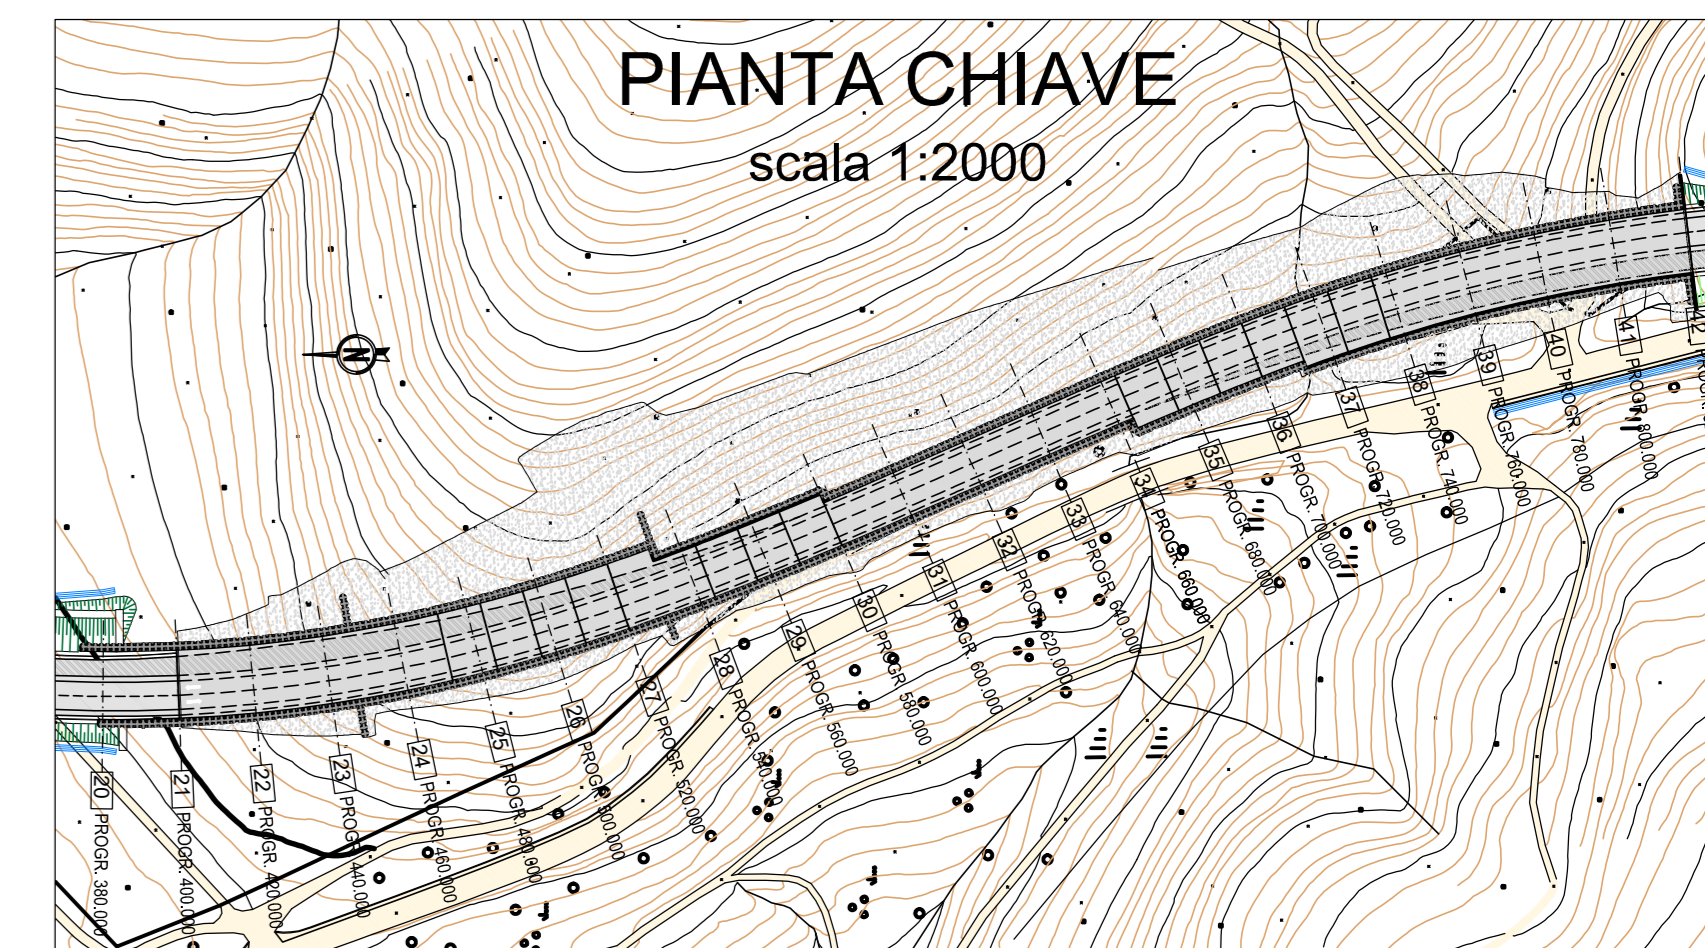 PIANTA CHIAVE
scala 1:2000
N
20 PROGR. 380.000
21 PROGR. 400.000
22 PROGR. 420.000
23 PROGR. 440.000
24 PROGR. 460.000
25 PROGR. 480.000
26 PROGR. 500.000
27 PROGR. 520.000
28 PROGR. 540.000
29 PROGR. 560.000
30 PROGR. 580.000
31 PROGR. 600.000
32 PROGR. 620.000
33 PROGR. 640.000
34 PROGR. 660.000
35 PROGR. 680.000
36 PROGR. 700.000
37 PROGR. 720.000
38 PROGR. 740.000
39 PROGR. 760.000
40 PROGR. 780.000
41 PROGR. 800.000